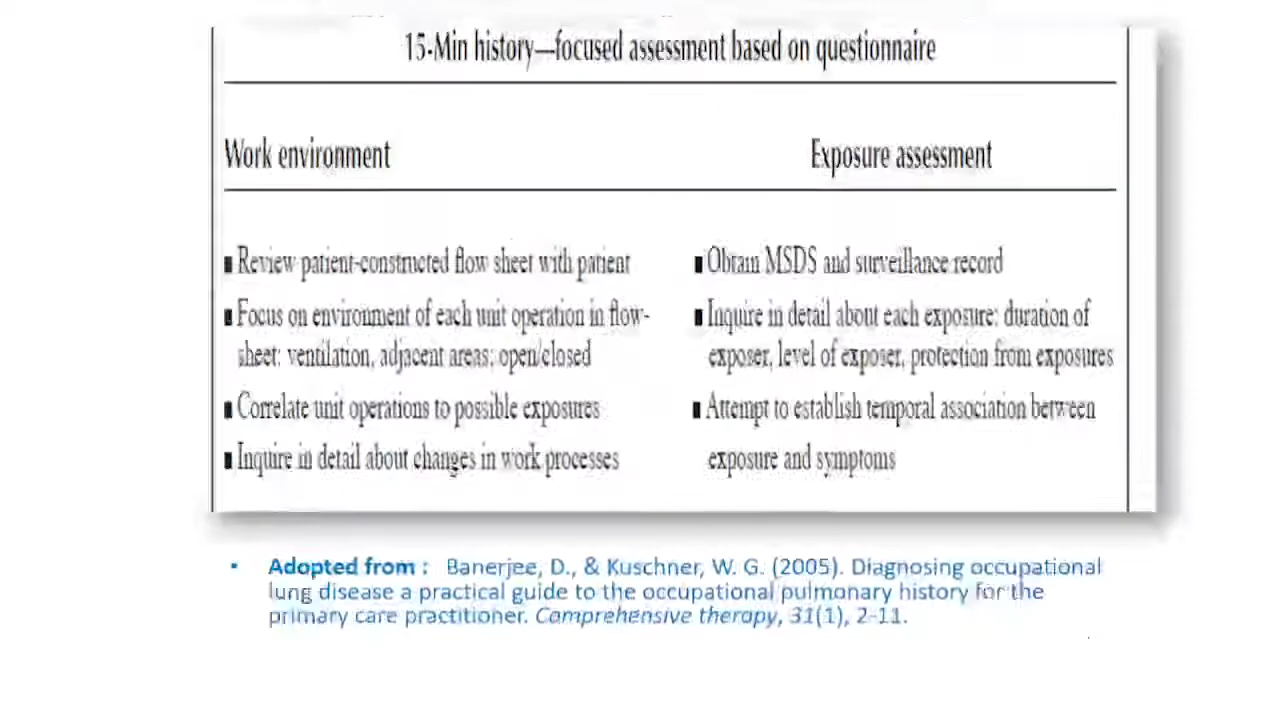 15-Min history—focused assessment based on questionnaire
Work environment
Exposure assessment
■ Review patient-constructed flow sheet with patient
■ Focus on environment of each unit operation in flow-
sheet: ventilation, adjacent areas; open/closed
■ Correlate unit operations to possible exposures
■ Inquire in detail about changes in work processes
■ Obtain MSDS and surveillance record
■ Inquire in detail about each exposure: duration of
exposer, level of exposer, protection from exposures
■ Attempt to establish temporal association between
exposure and symptoms
• Adopted from : Banerjee, D., & Kuschner, W. G. (2005). Diagnosing occupational
lung disease a practical guide to the occupational pulmonary history for the
primary care practitioner. Comprehensive therapy, 31(1), 2-11.